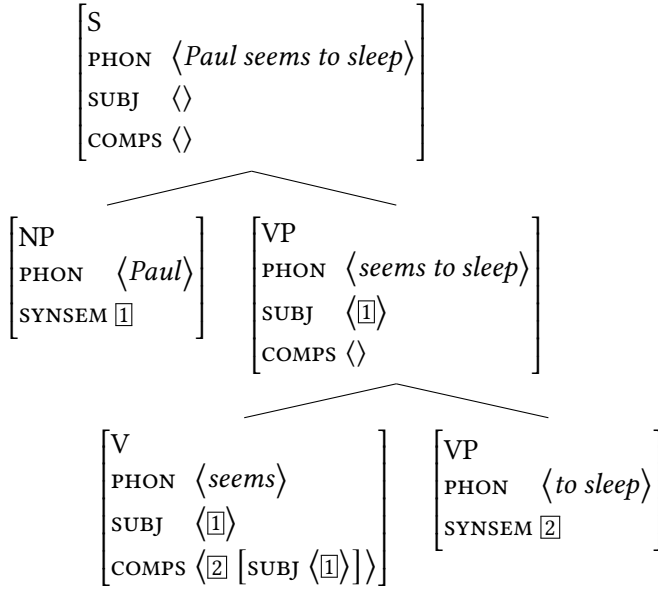 S
PHON ⟨Paul seems to sleep⟩
SUBJ ⟨⟩
COMPS ⟨⟩
NP
PHON ⟨Paul⟩
SYNSEM 1
VP
PHON ⟨seems to sleep⟩
SUBJ ⟨1⟩
COMPS ⟨⟩
V
PHON ⟨seems⟩
SUBJ ⟨1⟩
COMPS ⟨2 [SUBJ ⟨1⟩]⟩
VP
PHON ⟨to sleep⟩
SYNSEM 2